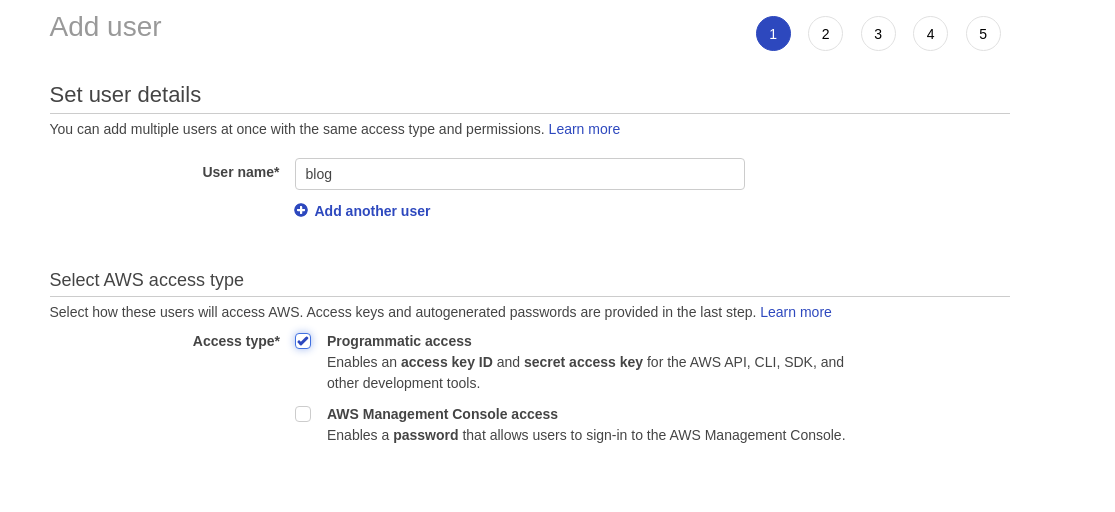 Add user
1 2 3 4 5
Set user details
You can add multiple users at once with the same access type and permissions. Learn more
User name* blog
Add another user
Select AWS access type
Select how these users will access AWS. Access keys and autogenerated passwords are provided in the last step. Learn more
Access type* Programmatic access
Enables an access key ID and secret access key for the AWS API, CLI, SDK, and
other development tools.
AWS Management Console access
Enables a password that allows users to sign-in to the AWS Management Console.